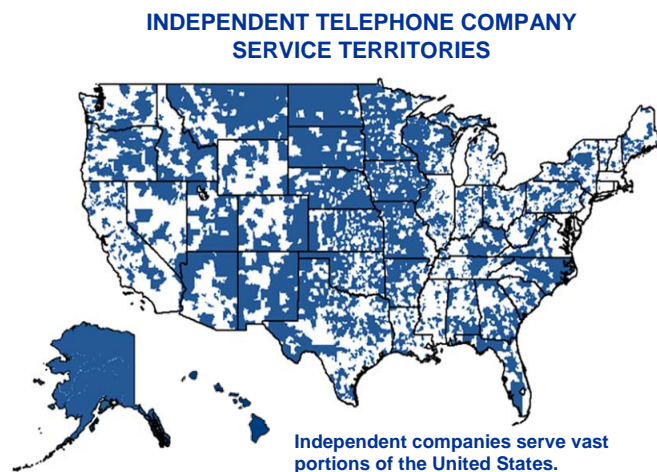 INDEPENDENT TELEPHONE COMPANY
SERVICE TERRITORIES
Independent companies serve vast
portions of the United States.